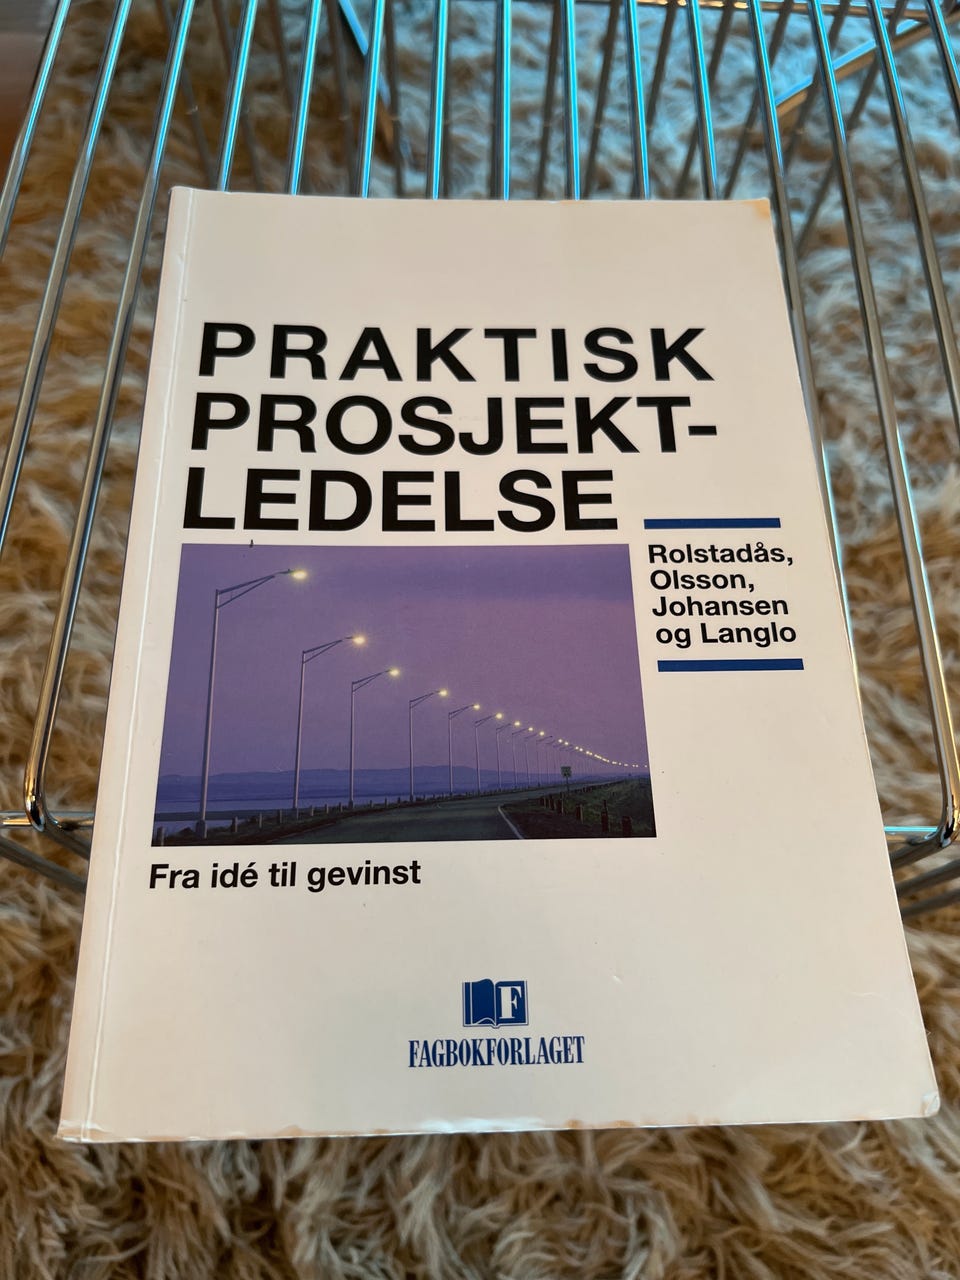 PRAKTISK
PROSJEKT-
LEDELSE
Rolstadås,
Olsson,
Johansen
og Langlo
Fra idé til gevinst
F
FAGBOKFORLAGET